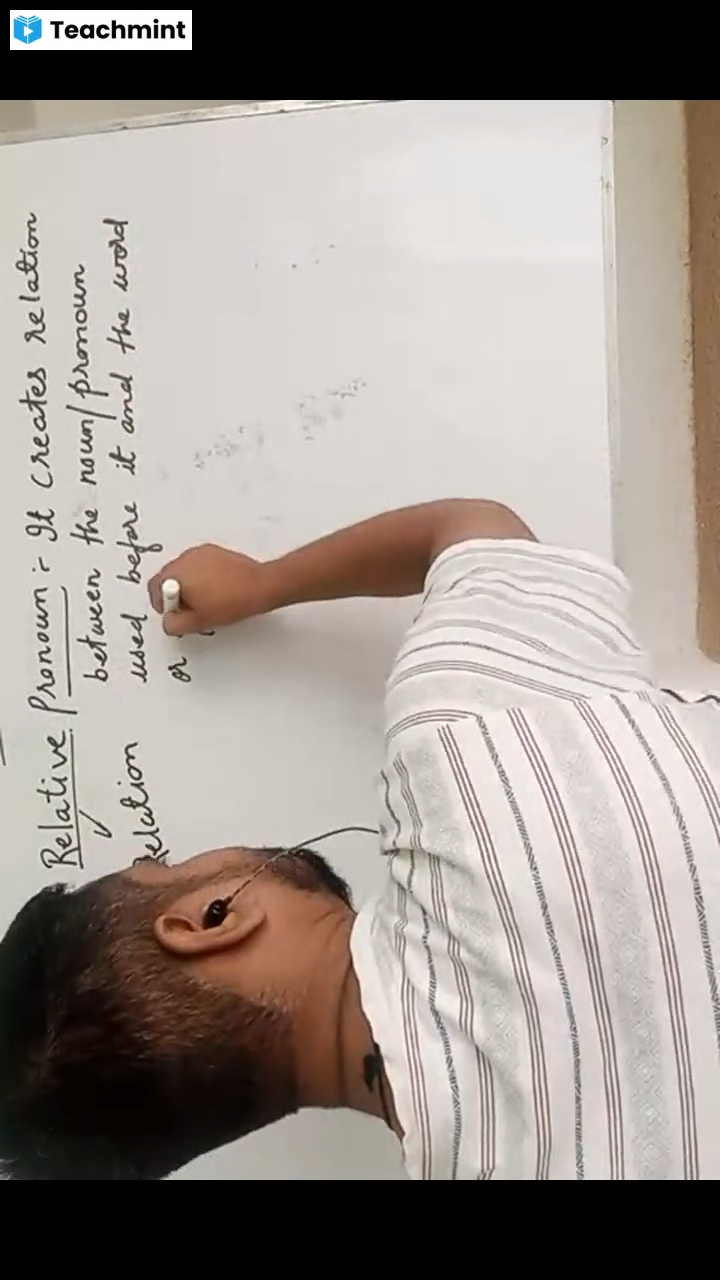 Teachmint
Relative Pronoun :- It creates relation
between the noun/pronoun
used before it and the word
or
Relation